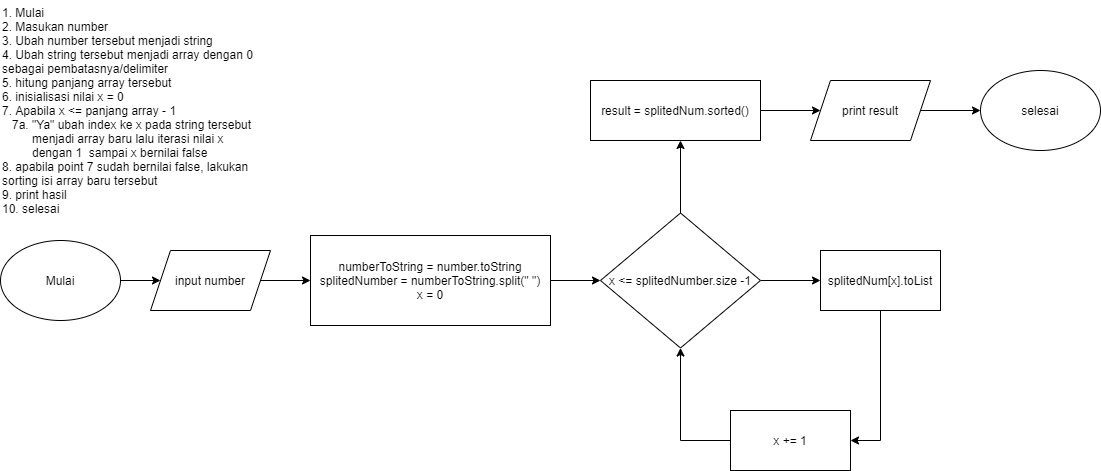 1. Mulai
2. Masukan number
3. Ubah number tersebut menjadi string
4. Ubah string tersebut menjadi array dengan 0
sebagai pembatasnya/delimiter
5. hitung panjang array tersebut
6. inisialisasi nilai x = 0
7. Apabila x <= panjang array - 1
7a. "Ya" ubah index ke x pada string tersebut
menjadi array baru lalu iterasi nilai x
dengan 1 sampai x bernilai false
8. apabila point 7 sudah bernilai false, lakukan
sorting isi array baru tersebut
9. print hasil
10. selesai
result = splitedNum.sorted()
print result
selesai
Mulai
input number
numberToString = number.toString
splitedNumber = numberToString.split(" ")
x = 0
x <= splitedNumber.size -1
splitedNum[x].toList
x += 1